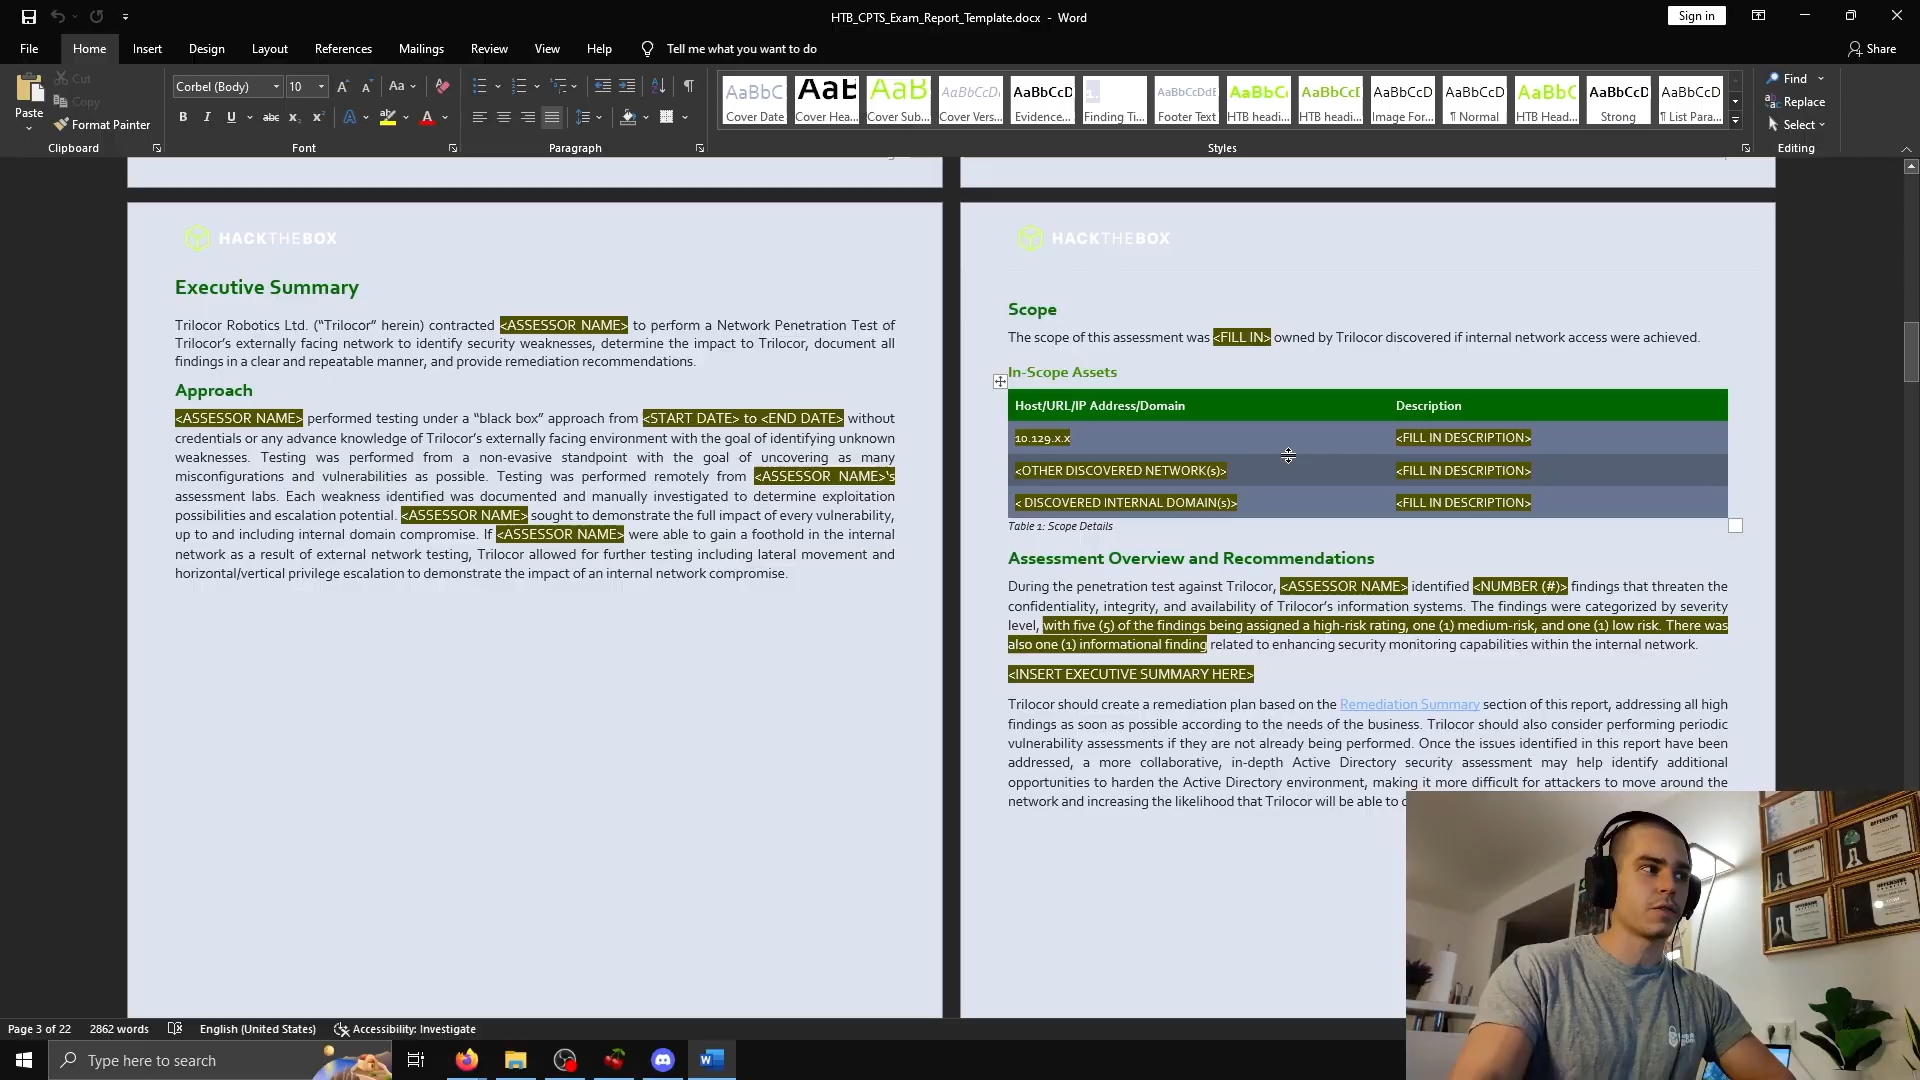 HTB_CPTS_Exam_Report_Template.docx - Word
Sign in
File Home Insert Design Layout References Mailings Review View Help Tell me what you want to do Share
Paste
Cut
Copy
Format Painter
Clipboard
Corbel (Body) 10
Font
Paragraph
AaBbC Cover Date
AaB Cover Hea...
AaB Cover Sub...
AaBbCcD Cover Vers...
AaBbCcD Evidence...
Finding Ti...
AaBbCcDdE Footer Text
AaBbC HTB headi...
AaBbCcD HTB headi...
AaBbCcD Image For...
AaBbCcD ¶ Normal
AaBbC HTB Head...
AaBbCcD Strong
AaBbCcD ¶ List Para...
Styles
Find
Replace
Select
Editing
HACKTHEBOX
Executive Summary
Trilocor Robotics Ltd. (“Trilocor” herein) contracted <ASSESSOR NAME> to perform a Network Penetration Test of
Trilocor’s externally facing network to identify security weaknesses, determine the impact to Trilocor, document all
findings in a clear and repeatable manner, and provide remediation recommendations.
Approach
<ASSESSOR NAME> performed testing under a “black box” approach from <START DATE> to <END DATE> without
credentials or any advance knowledge of Trilocor’s externally facing environment with the goal of identifying unknown
weaknesses. Testing was performed from a non-evasive standpoint with the goal of uncovering as many
misconfigurations and vulnerabilities as possible. Testing was performed remotely from <ASSESSOR NAME>'s
assessment labs. Each weakness identified was documented and manually investigated to determine exploitation
possibilities and escalation potential. <ASSESSOR NAME> sought to demonstrate the full impact of every vulnerability,
up to and including internal domain compromise. If <ASSESSOR NAME> were able to gain a foothold in the internal
network as a result of external network testing, Trilocor allowed for further testing including lateral movement and
horizontal/vertical privilege escalation to demonstrate the impact of an internal network compromise.
HACKTHEBOX
Scope
The scope of this assessment was <FILL IN> owned by Trilocor discovered if internal network access were achieved.
In-Scope Assets
Host/URL/IP Address/Domain Description
10.129.x.x <FILL IN DESCRIPTION>
<OTHER DISCOVERED NETWORK(s)> <FILL IN DESCRIPTION>
< DISCOVERED INTERNAL DOMAIN(s)> <FILL IN DESCRIPTION>
Table 1: Scope Details
Assessment Overview and Recommendations
During the penetration test against Trilocor, <ASSESSOR NAME> identified <NUMBER (#)> findings that threaten the
confidentiality, integrity, and availability of Trilocor’s information systems. The findings were categorized by severity
level, with five (5) of the findings being assigned a high-risk rating, one (1) medium-risk, and one (1) low risk. There was
also one (1) informational finding related to enhancing security monitoring capabilities within the internal network.
<INSERT EXECUTIVE SUMMARY HERE>
Trilocor should create a remediation plan based on the Remediation Summary section of this report, addressing all high
findings as soon as possible according to the needs of the business. Trilocor should also consider performing periodic
vulnerability assessments if they are not already being performed. Once the issues identified in this report have been
addressed, a more collaborative, in-depth Active Directory security assessment may help identify additional
opportunities to harden the Active Directory environment, making it more difficult for attackers to move around the
network and increasing the likelihood that Trilocor will be able to
Page 3 of 22 2862 words English (United States) Accessibility: Investigate
Type here to search